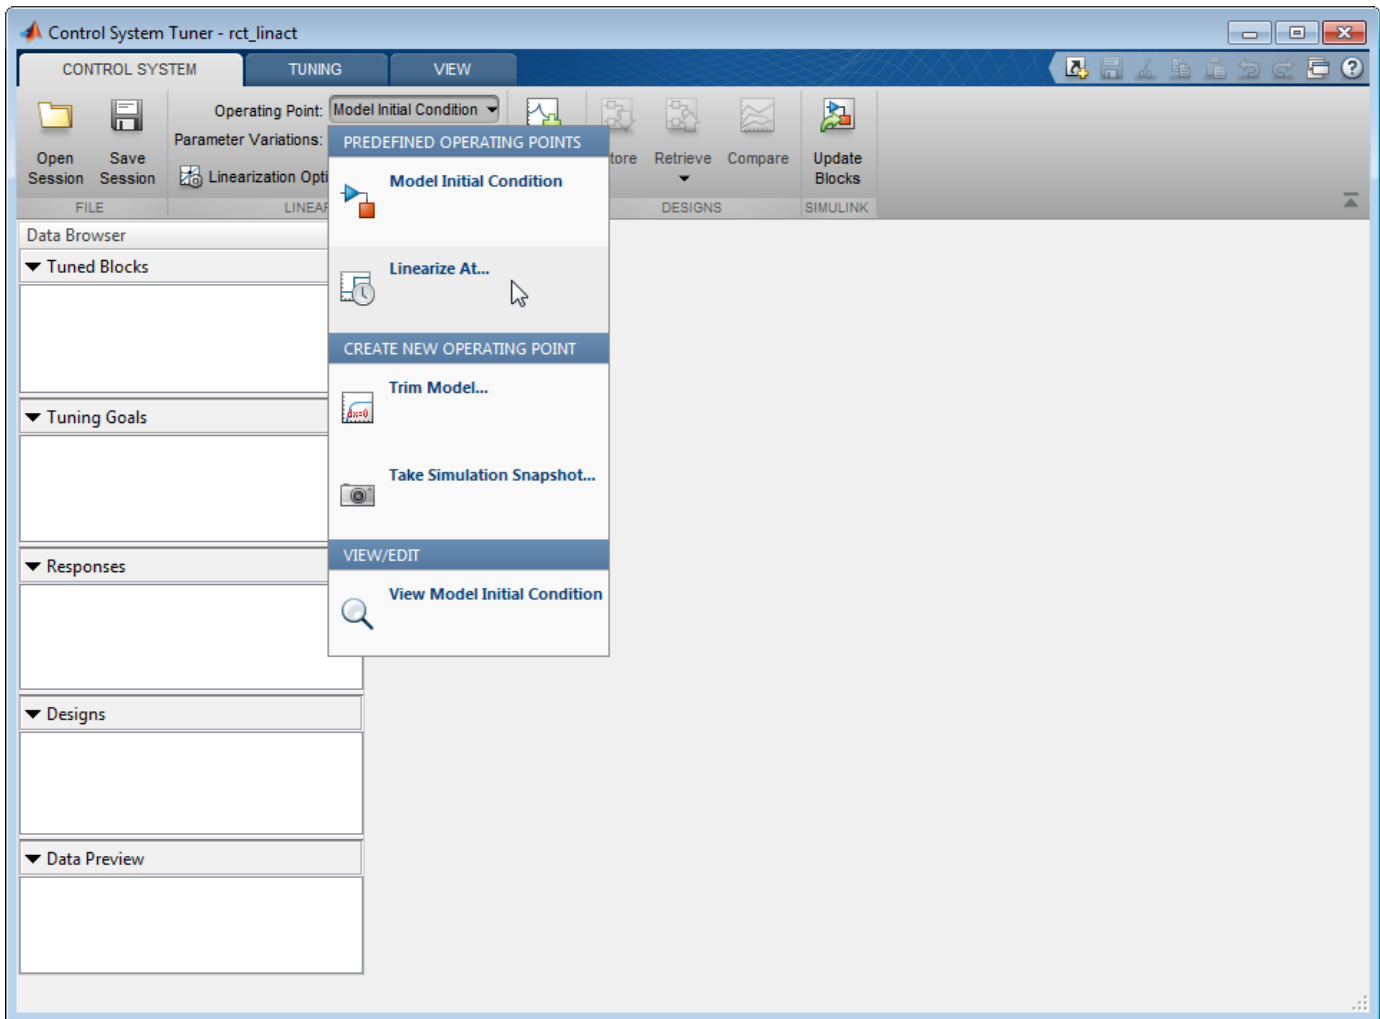 Control System Tuner - rct_linact
CONTROL SYSTEM
TUNING
VIEW
Operating Point: Model Initial Condition
Parameter Variations:
Linearization Opti
Open
Session
Save
Session
tore
Retrieve
Compare
Update
Blocks
FILE
LINEAR
DESIGNS
SIMULINK
PREDEFINED OPERATING POINTS
Model Initial Condition
Linearize At...
CREATE NEW OPERATING POINT
Trim Model...
dx=0
Take Simulation Snapshot...
VIEW/EDIT
View Model Initial Condition
Data Browser
Tuned Blocks
Tuning Goals
Responses
Designs
Data Preview